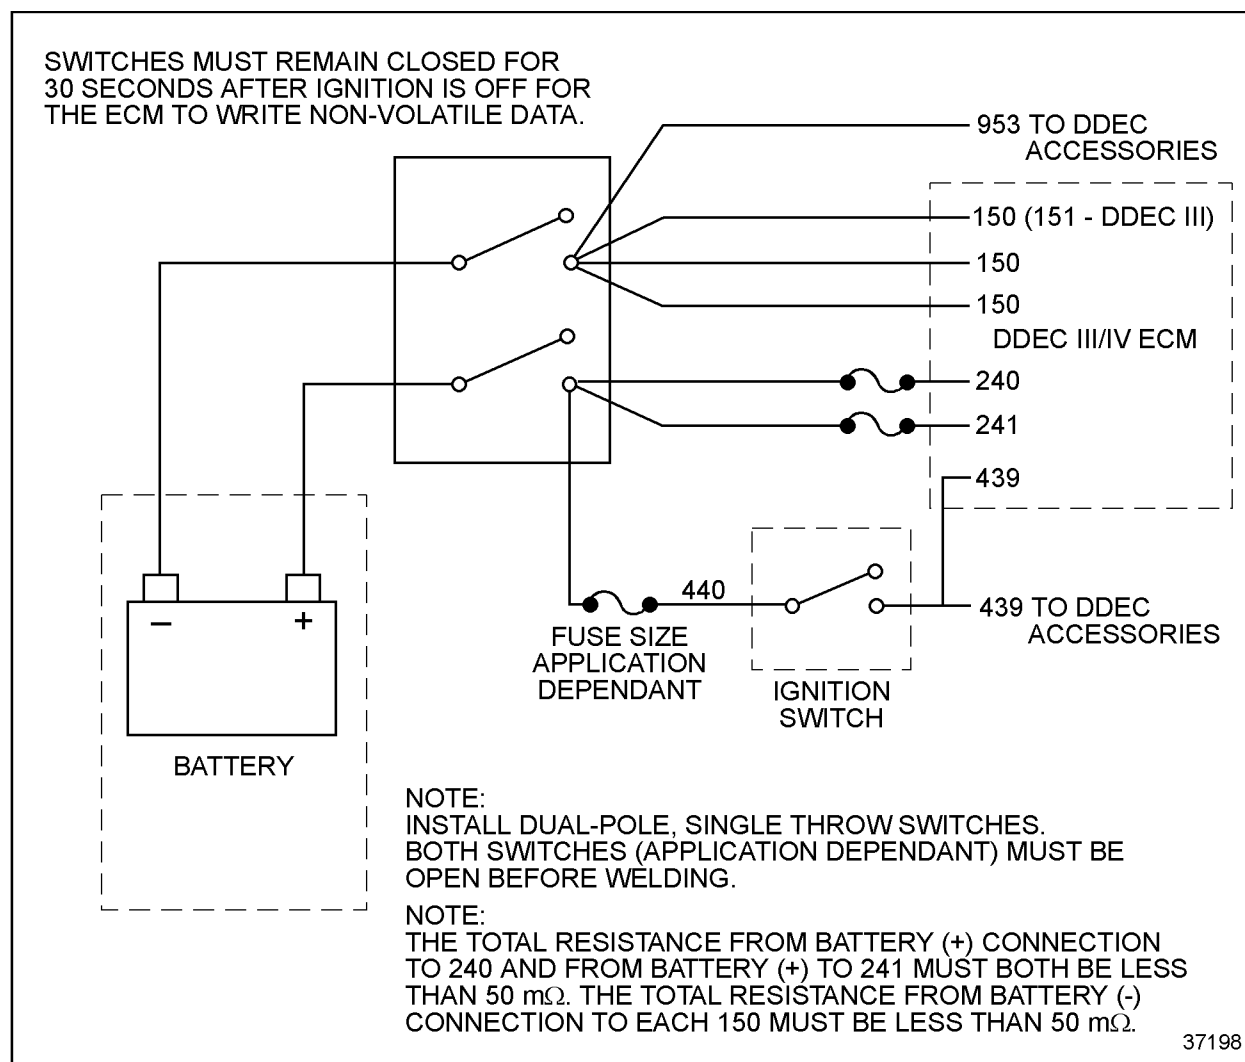 SWITCHES MUST REMAIN CLOSED FOR
30 SECONDS AFTER IGNITION IS OFF FOR
THE ECM TO WRITE NON-VOLATILE DATA.
953 TO DDEC
ACCESSORIES
150 (151 - DDEC III)
150
150
DDEC III/IV ECM
240
241
439
440
439 TO DDEC
ACCESSORIES
FUSE SIZE
APPLICATION
DEPENDANT
IGNITION
SWITCH
– +
BATTERY
NOTE:
INSTALL DUAL-POLE, SINGLE THROW SWITCHES.
BOTH SWITCHES (APPLICATION DEPENDANT) MUST BE
OPEN BEFORE WELDING.
NOTE:
THE TOTAL RESISTANCE FROM BATTERY (+) CONNECTION
TO 240 AND FROM BATTERY (+) TO 241 MUST BOTH BE LESS
THAN 50 mΩ. THE TOTAL RESISTANCE FROM BATTERY (-)
CONNECTION TO EACH 150 MUST BE LESS THAN 50 mΩ.
37198